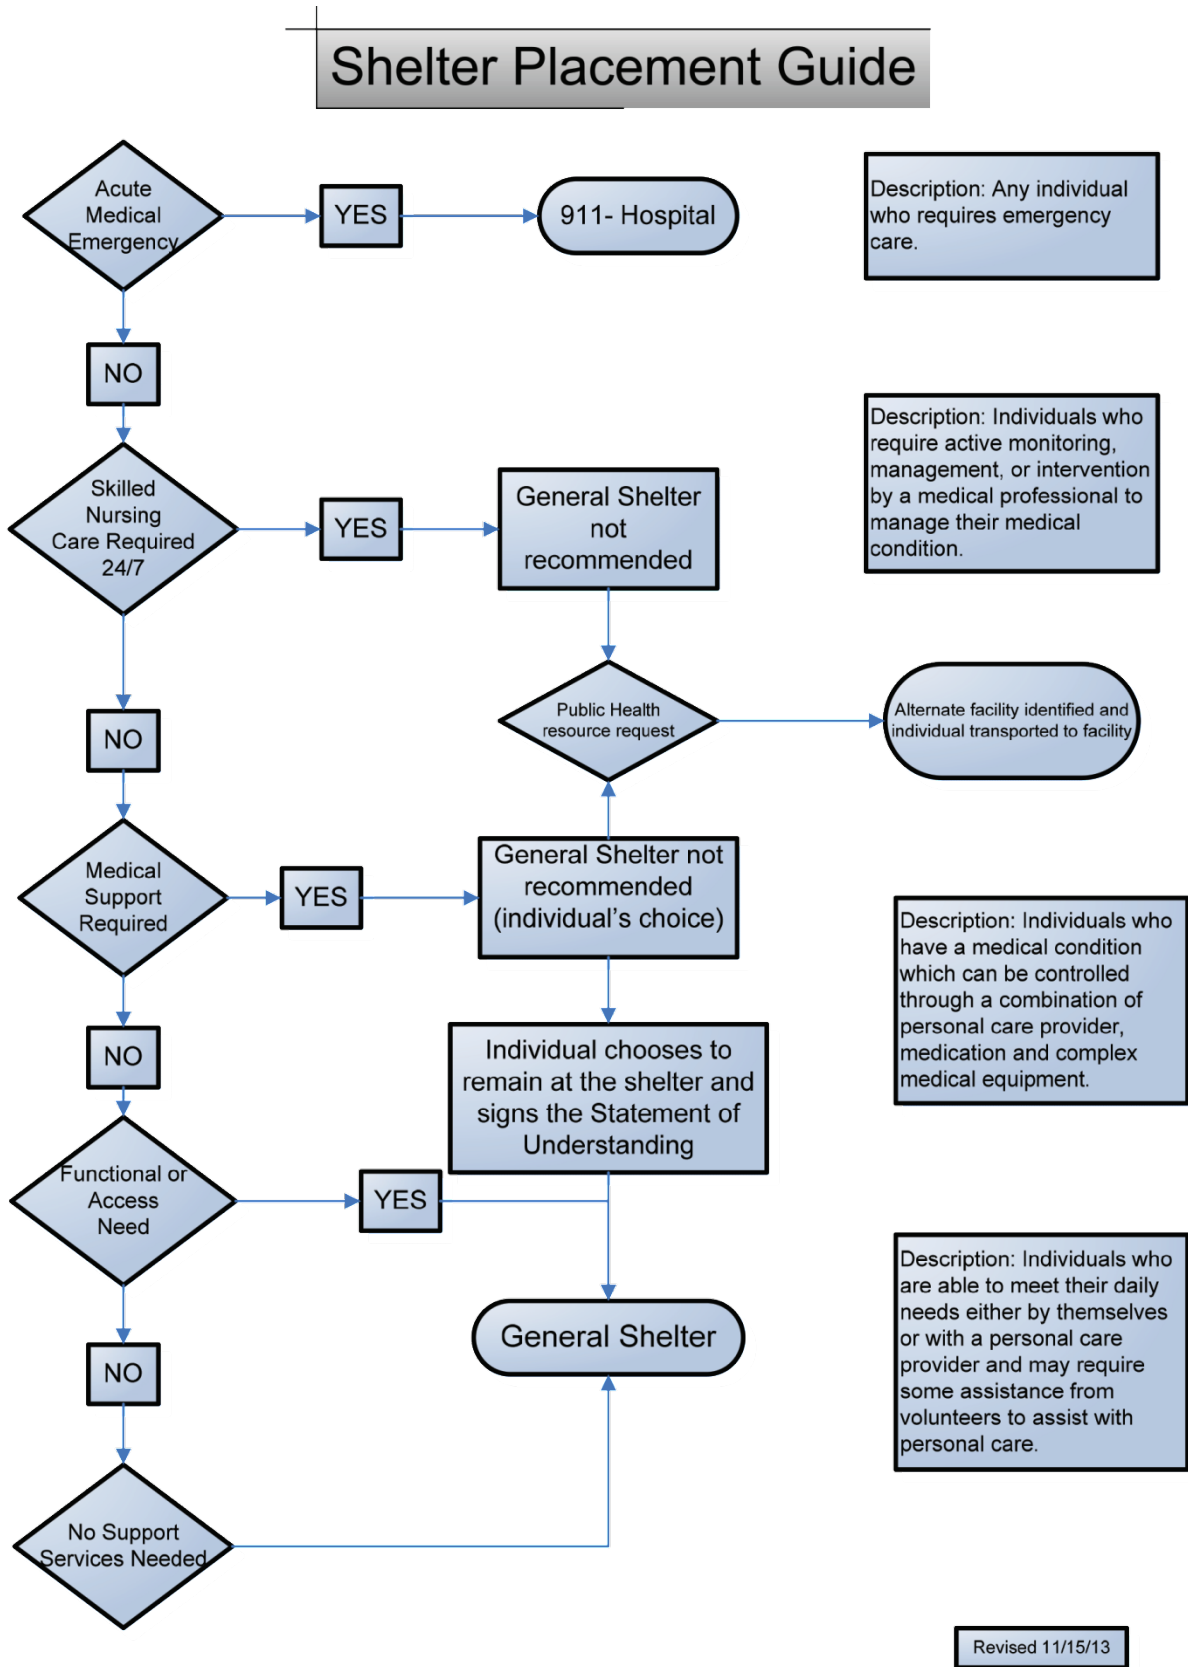 Shelter Placement Guide
Acute
Medical
Emergency
YES
911- Hospital
Description: Any individual
who requires emergency
care.
NO
Skilled
Nursing
Care Required
24/7
YES
General Shelter
not
recommended
Description: Individuals who
require active monitoring,
management, or intervention
by a medical professional to
manage their medical
condition.
Public Health
resource request
Alternate facility identified and
individual transported to facility
NO
Medical
Support
Required
YES
General Shelter not
recommended
(individual's choice)
Description: Individuals who
have a medical condition
which can be controlled
through a combination of
personal care provider,
medication and complex
medical equipment.
NO
Individual chooses to
remain at the shelter and
signs the Statement of
Understanding
Functional or
Access
Need
YES
General Shelter
Description: Individuals who
are able to meet their daily
needs either by themselves
or with a personal care
provider and may require
some assistance from
volunteers to assist with
personal care.
NO
No Support
Services Needed
Revised 11/15/13